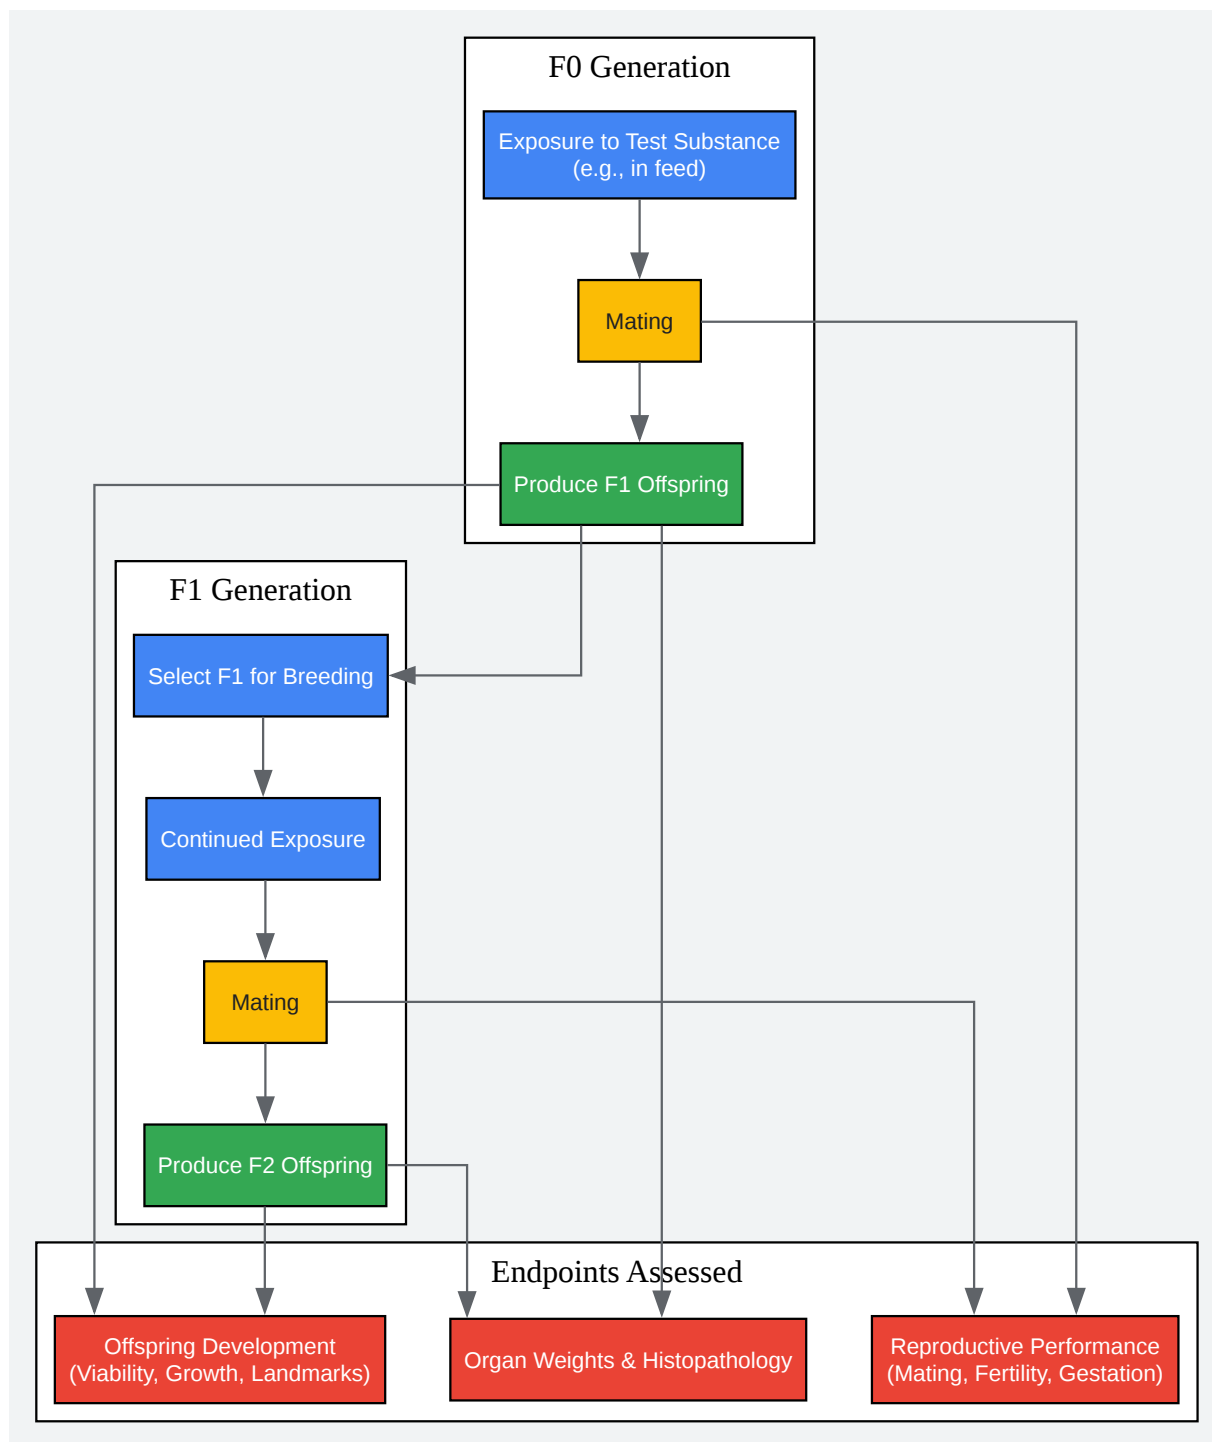 F0 Generation
Exposure to Test Substance
(e.g., in feed)
Mating
Produce F1 Offspring
F1 Generation
Select F1 for Breeding
Continued Exposure
Mating
Produce F2 Offspring
Endpoints Assessed
Offspring Development
(Viability, Growth, Landmarks)
Organ Weights & Histopathology
Reproductive Performance
(Mating, Fertility, Gestation)